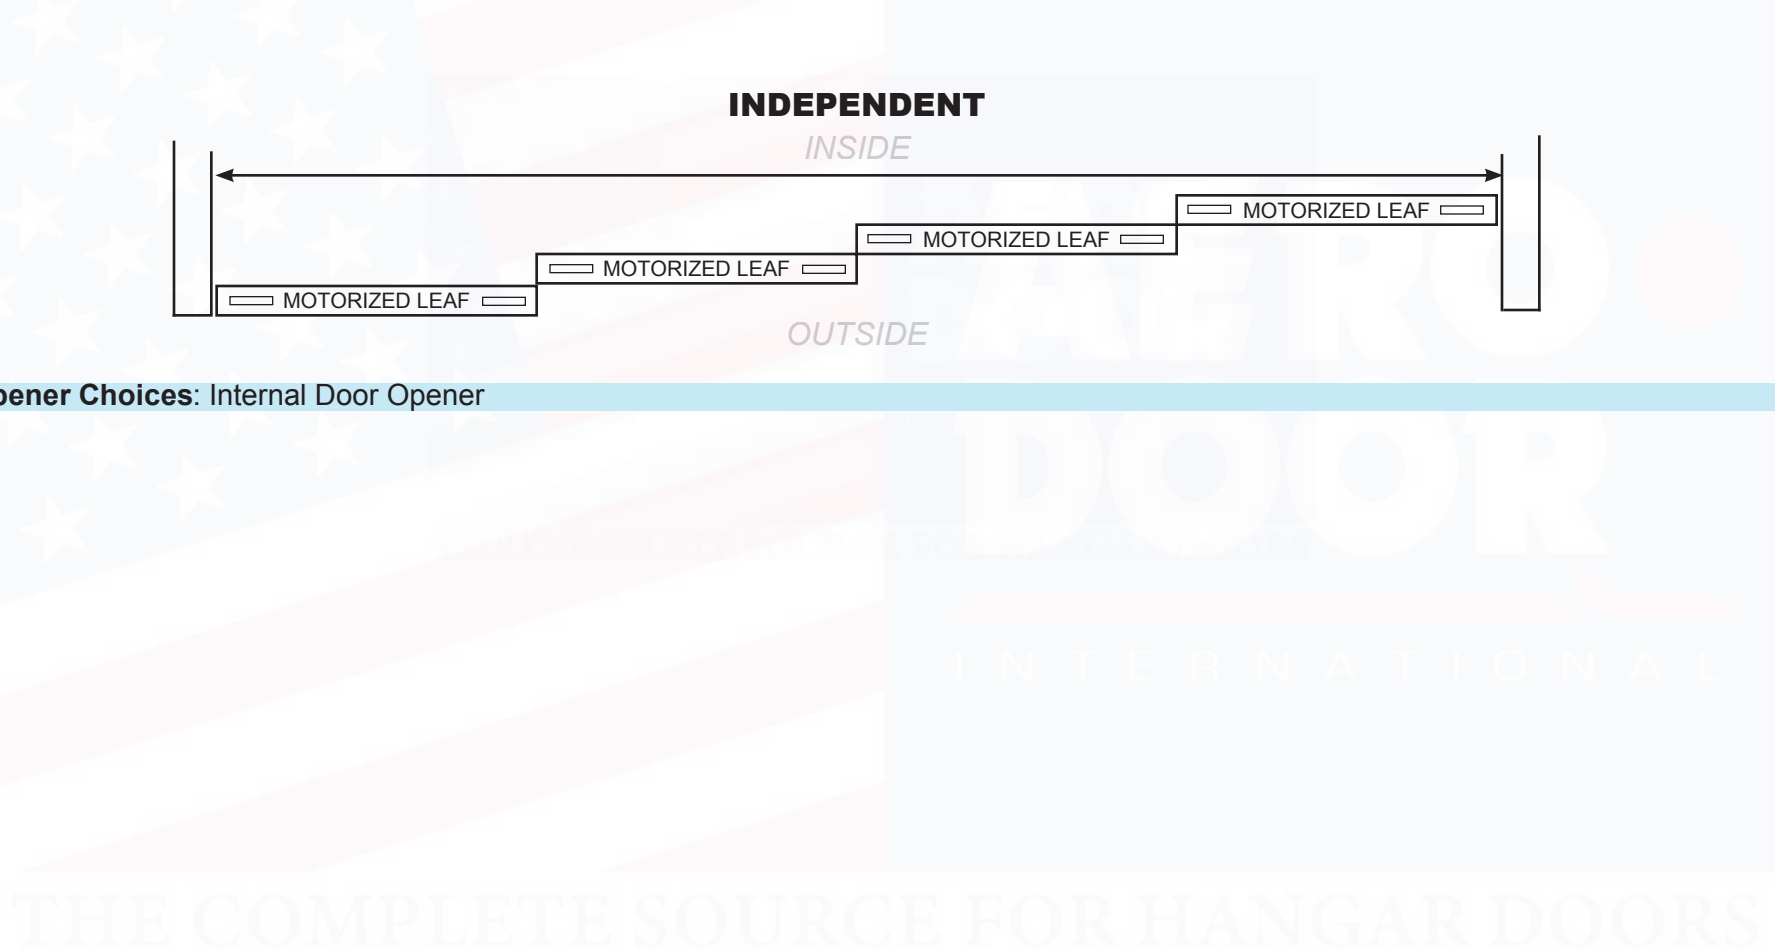 INDEPENDENT
INSIDE
MOTORIZED LEAF
MOTORIZED LEAF
MOTORIZED LEAF
MOTORIZED LEAF
OUTSIDE
pener Choices: Internal Door Opener
AERO
DOOR
INTERNATIONAL
THE COMPLETE SOURCE FOR HANGAR DOORS